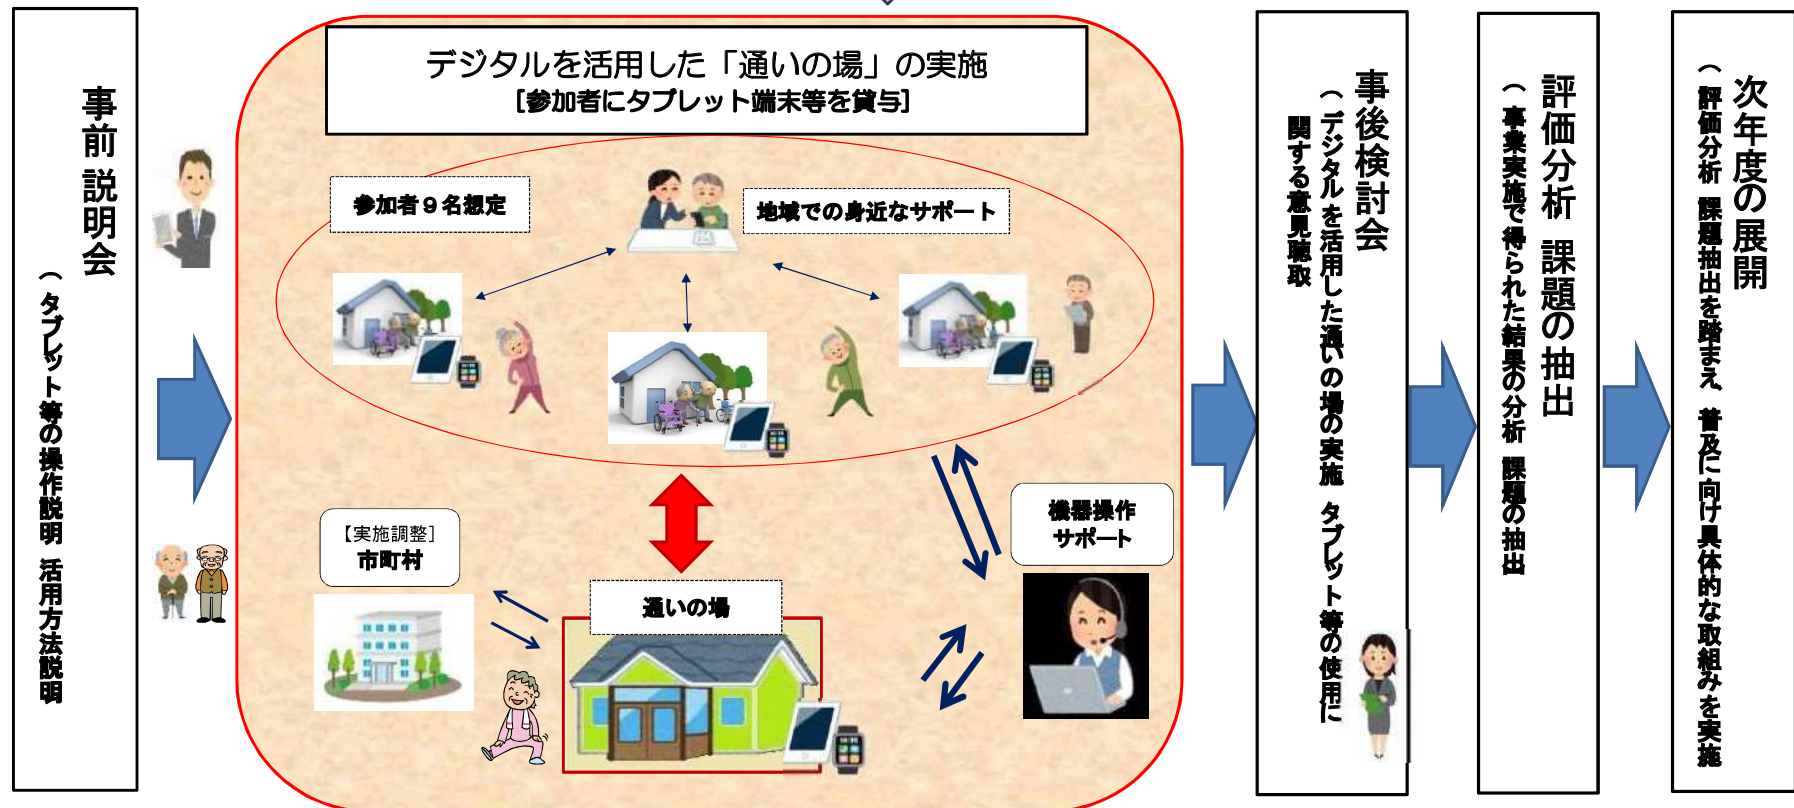 事前説明会
（タブレット等の操作説明 活用方法説明
デジタルを活用した「通いの場」の実施
［参加者にタブレット端末等を貸与］
参加者９名想定
地域での身近なサポート
【実施調整］
市町村
通いの場
機器操作
サポート
事後検討会
（デジタルを活用した通いの場の実施 タブレット等の使用に
関する意見聴取
評価分析 課題の抽出
（事業実施で得られた結果の分析 課題の抽出
次年度の展開
（評価分析 課題抽出を踏まえ、普及に向け具体的な取組みを実施